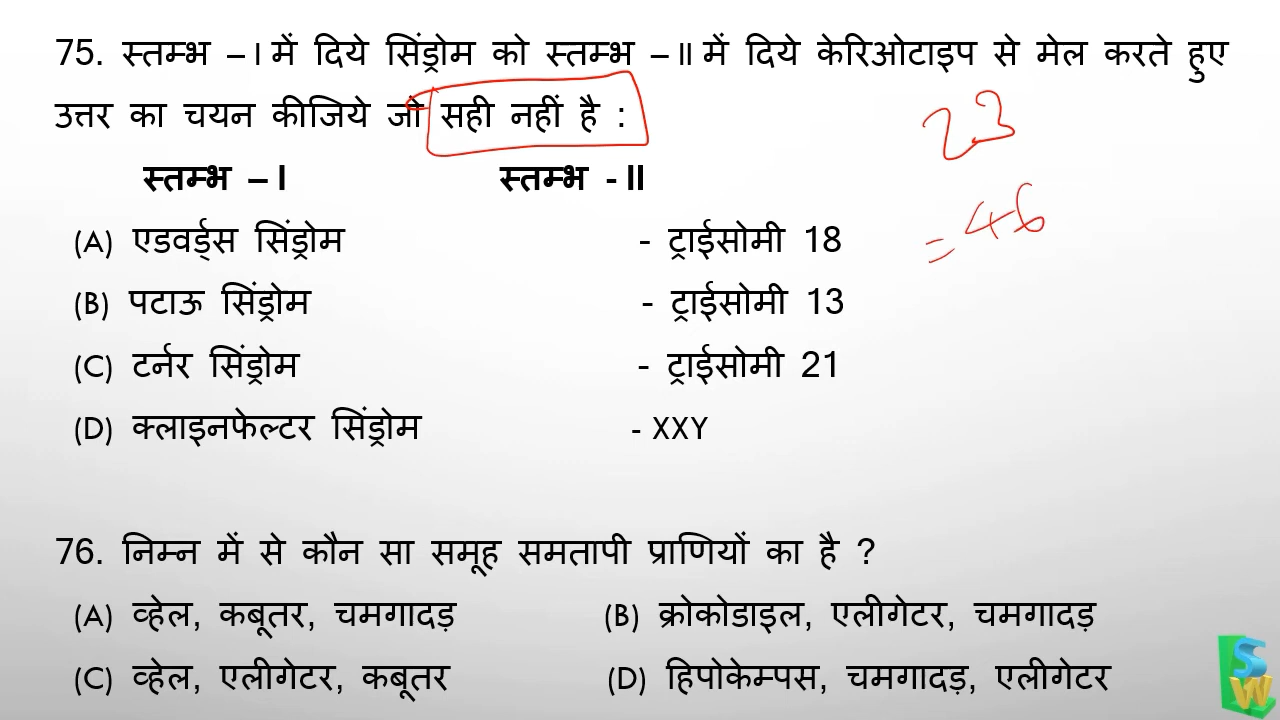 75. स्तम्भ – I में दिये सिंड्रोम को स्तम्भ – II में दिये केरिओटाइप से मेल करते हुए
उत्तर का चयन कीजिये जो सही नहीं है :
23
= 46
स्तम्भ – I स्तम्भ - II
(A) एडवर्ड्स सिंड्रोम - ट्राईसोमी 18
(B) पटाऊ सिंड्रोम - ट्राईसोमी 13
(C) टर्नर सिंड्रोम - ट्राईसोमी 21
(D) क्लाइनफेल्टर सिंड्रोम - XXY
76. निम्न में से कौन सा समूह समतापी प्राणियों का है ?
(A) व्हेल, कबूतर, चमगादड़ (B) क्रोकोडाइल, एलीगेटर, चमगादड़
(C) व्हेल, एलीगेटर, कबूतर (D) हिपोकेम्पस, चमगादड़, एलीगेटर
SW